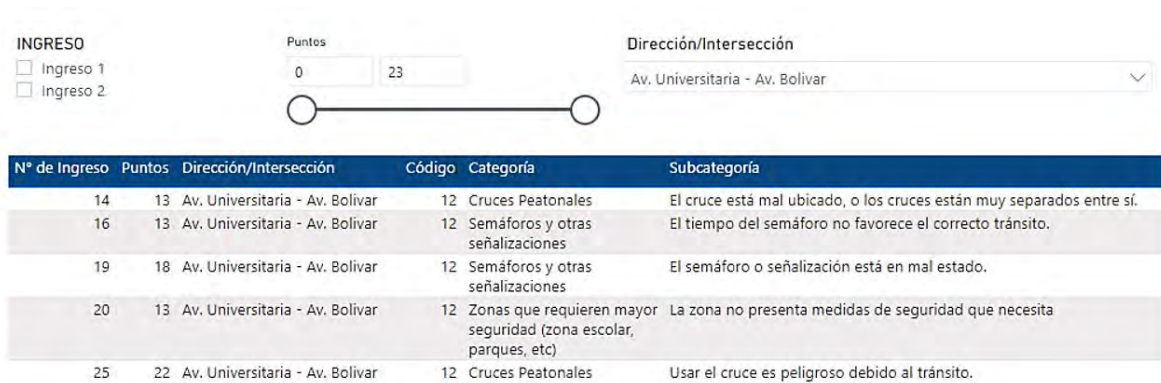 INGRESO
Ingreso 1
Ingreso 2
Puntos
0 23
Dirección/Intersección
Av. Universitaria - Av. Bolivar
N° de Ingreso Puntos Dirección/Intersección Código Categoría Subcategoría
14 13 Av. Universitaria - Av. Bolivar 12 Cruces Peatonales El cruce está mal ubicado, o los cruces están muy separados entre sí.
16 13 Av. Universitaria - Av. Bolivar 12 Semáforos y otras El tiempo del semáforo no favorece el correcto tránsito.
señalizaciones
19 18 Av. Universitaria - Av. Bolivar 12 Semáforos y otras El semáforo o señalización está en mal estado.
señalizaciones
20 13 Av. Universitaria - Av. Bolivar 12 Zonas que requieren mayor La zona no presenta medidas de seguridad que necesita
seguridad (zona escolar,
parques, etc)
25 22 Av. Universitaria - Av. Bolivar 12 Cruces Peatonales Usar el cruce es peligroso debido al tránsito.